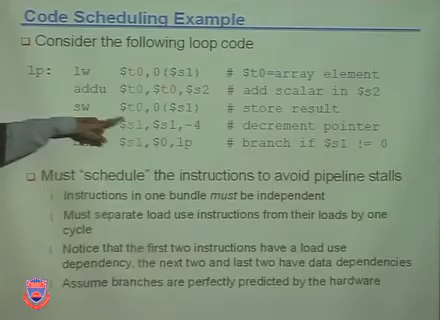 Code Scheduling Example
Consider the following loop code
lp: lw $t0,0($s1) # $t0=array element
addu $t0,$t0,$s2 # add scalar in $s2
sw $t0,0($s1) # store result
$s1,$s1,-4 # decrement pointer
$s1,$0,lp # branch if $s1 != 0
Must "schedule" the instructions to avoid pipeline stalls
Instructions in one bundle must be independent
Must separate load use instructions from their loads by one
cycle
Notice that the first two instructions have a load use
dependency, the next two and last two have data dependencies
Assume branches are perfectly predicted by the hardware